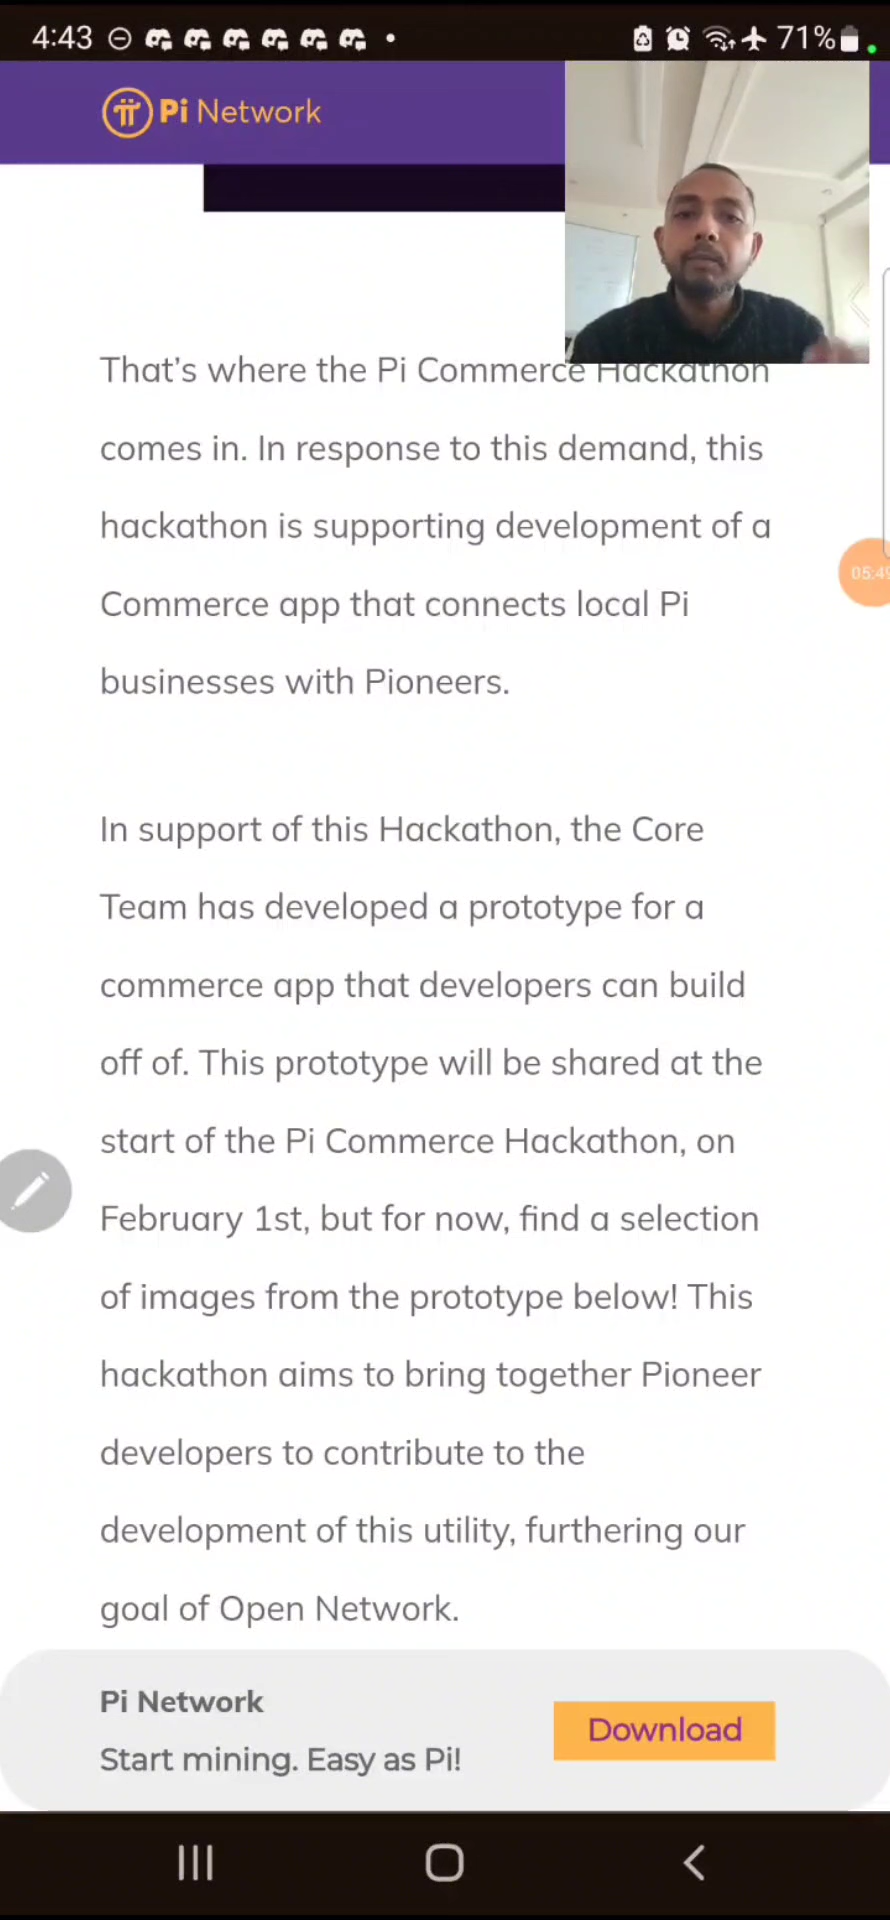 4:43
71%
Pi Network
That's where the Pi Commerce Hackathon
comes in. In response to this demand, this
hackathon is supporting development of a
05:49
Commerce app that connects local Pi
businesses with Pioneers.
In support of this Hackathon, the Core
Team has developed a prototype for a
commerce app that developers can build
off of. This prototype will be shared at the
start of the Pi Commerce Hackathon, on
February 1st, but for now, find a selection
of images from the prototype below! This
hackathon aims to bring together Pioneer
developers to contribute to the
development of this utility, furthering our
goal of Open Network.
Pi Network
Start mining. Easy as Pi!
Download